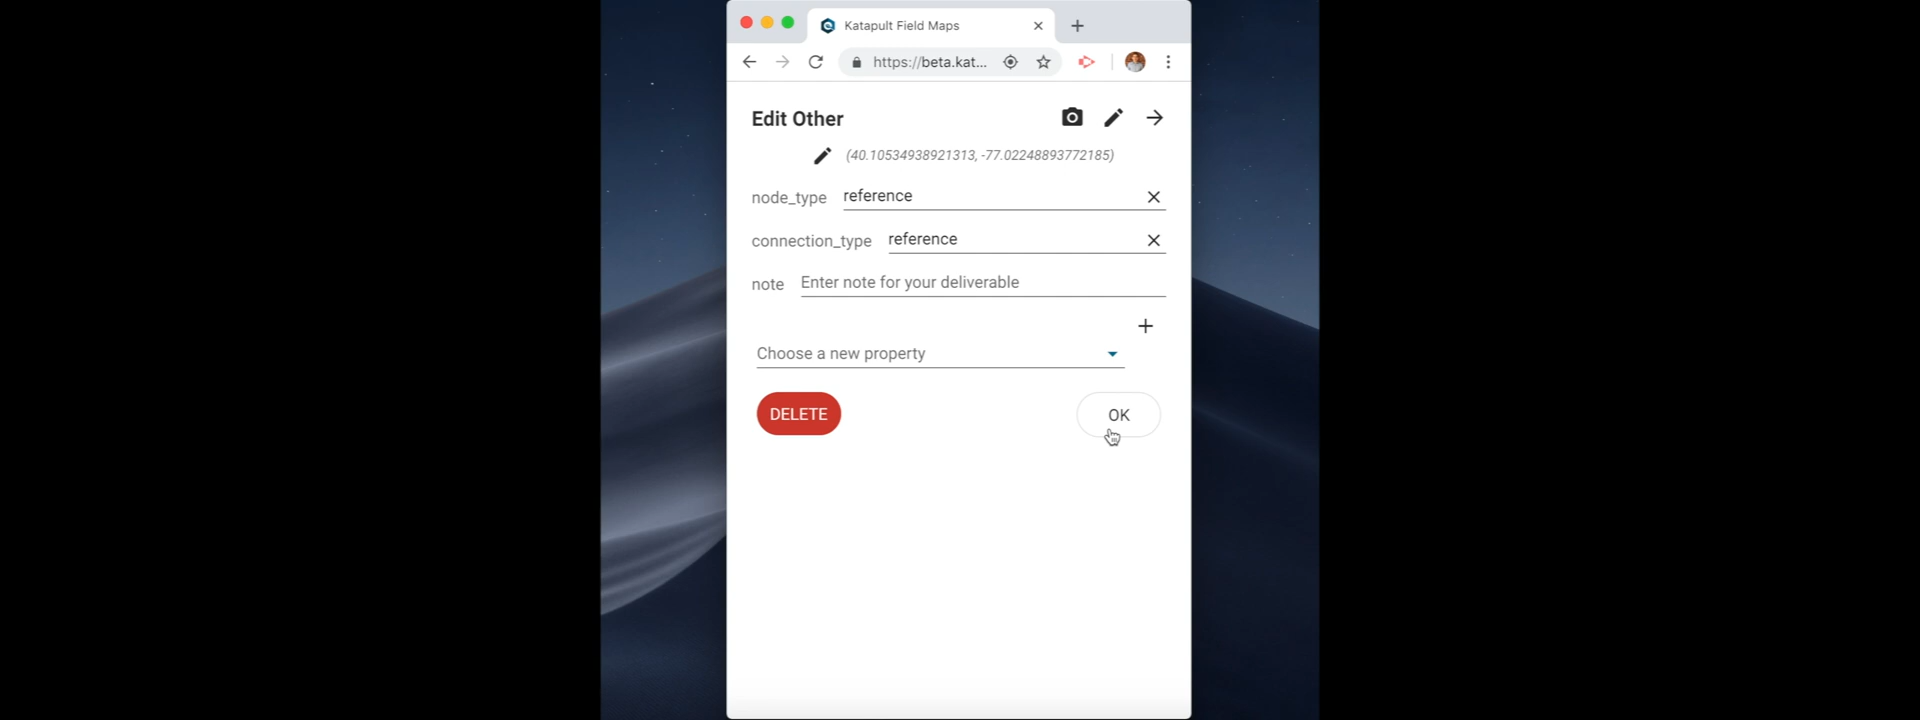 Katapult Field Maps
https://beta.kat...
Edit Other
(40.10534938921313, -77.02248893772185)
node_type reference
connection_type reference
note Enter note for your deliverable
Choose a new property
DELETE OK